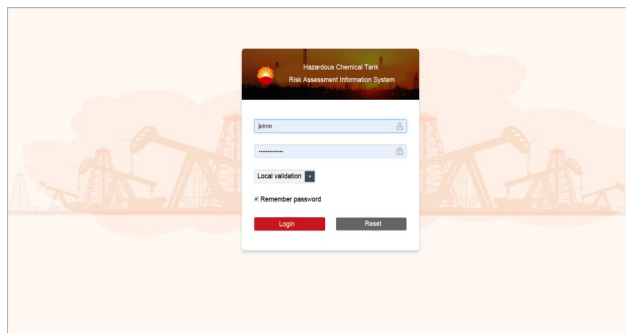 Hazardous Chemical Tank
Risk Assessment Information System
admin
••••••••••••
Local validation
Remember password
Login Reset